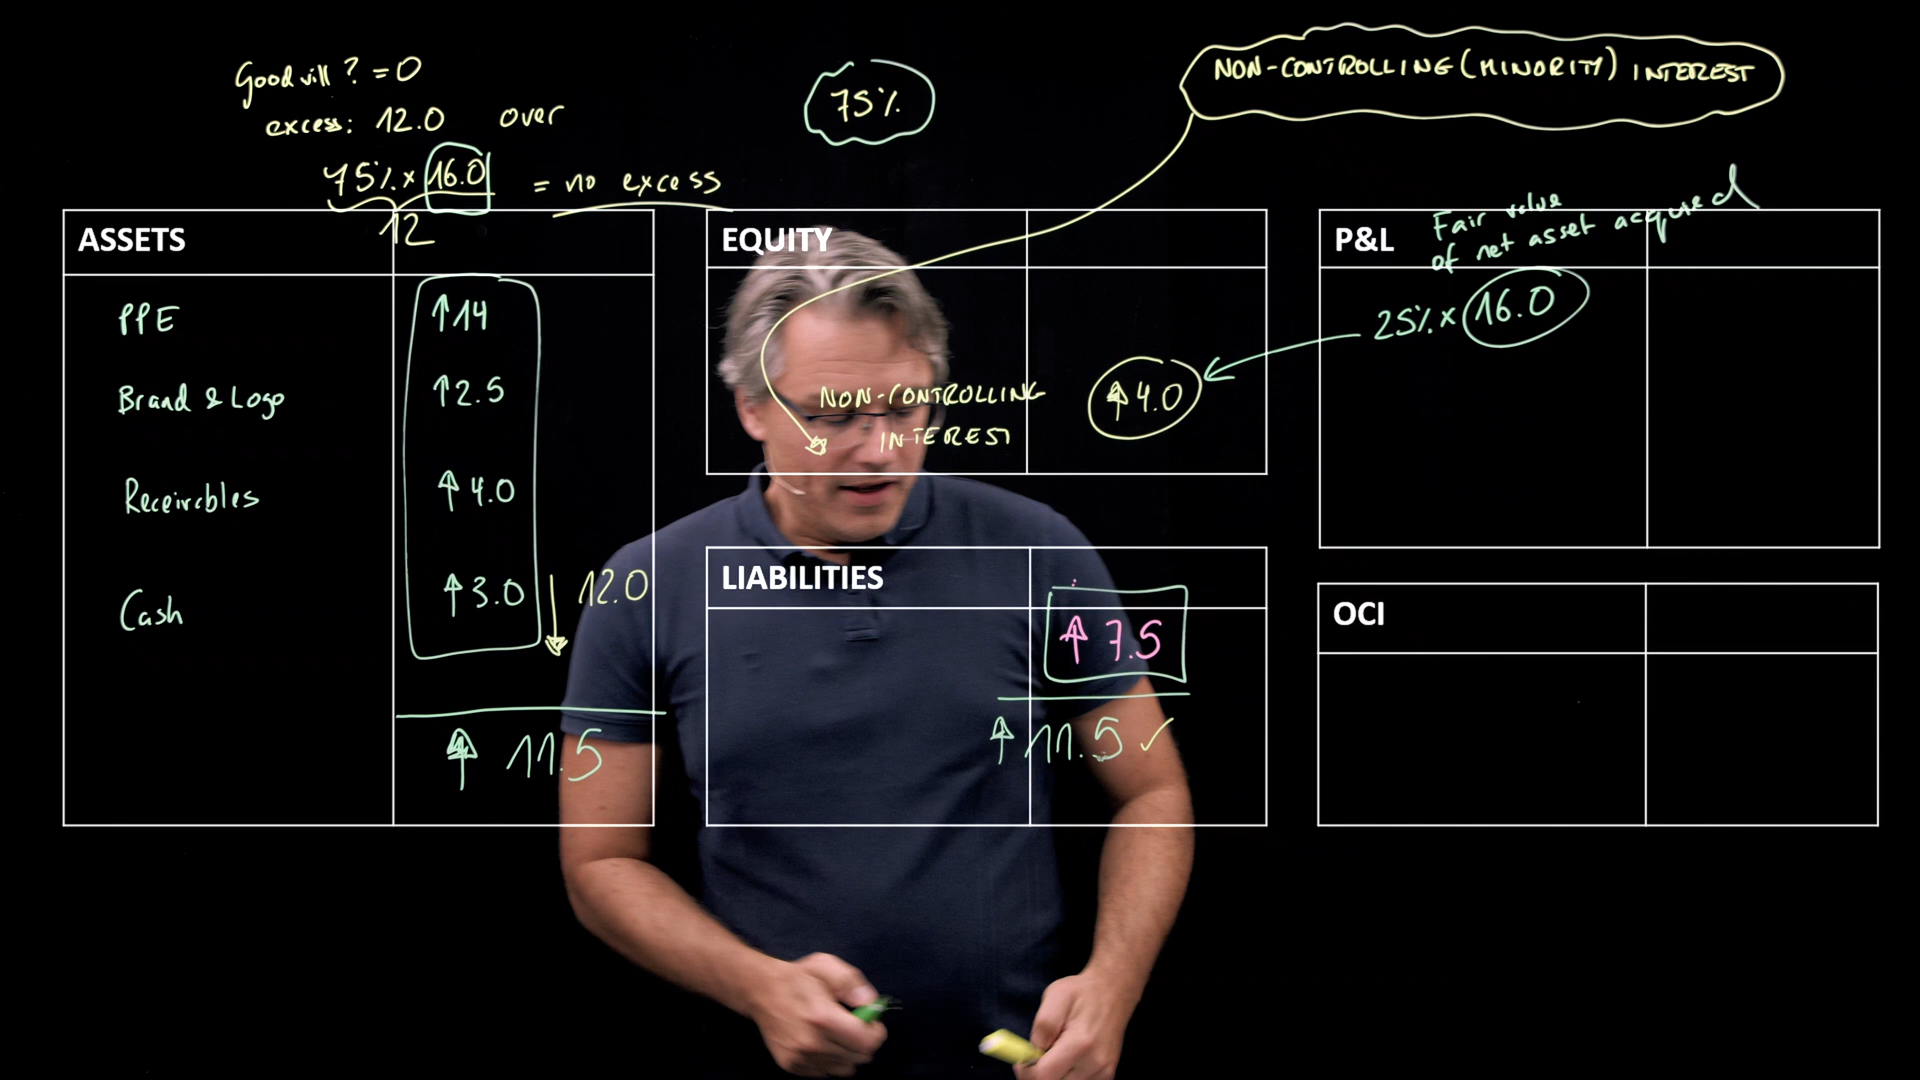 Goodwill? = 0
excess: 12.0 over
75% × 16.0 = no excess
12
75%
NON-CONTROLLING (MINORITY) INTEREST
ASSETS
PPE ↑14
Brand & Logo ↑2.5
Receivables ↑4.0
Cash ↑3.0 ↓ 12.0
↑ 11.5
EQUITY
NON-CONTROLLING
INTEREST
↑4.0
LIABILITIES
↑ 7.5
↑ 11.5 ✓
P&L
Fair value
of net asset acquired
25% × 16.0
OCI